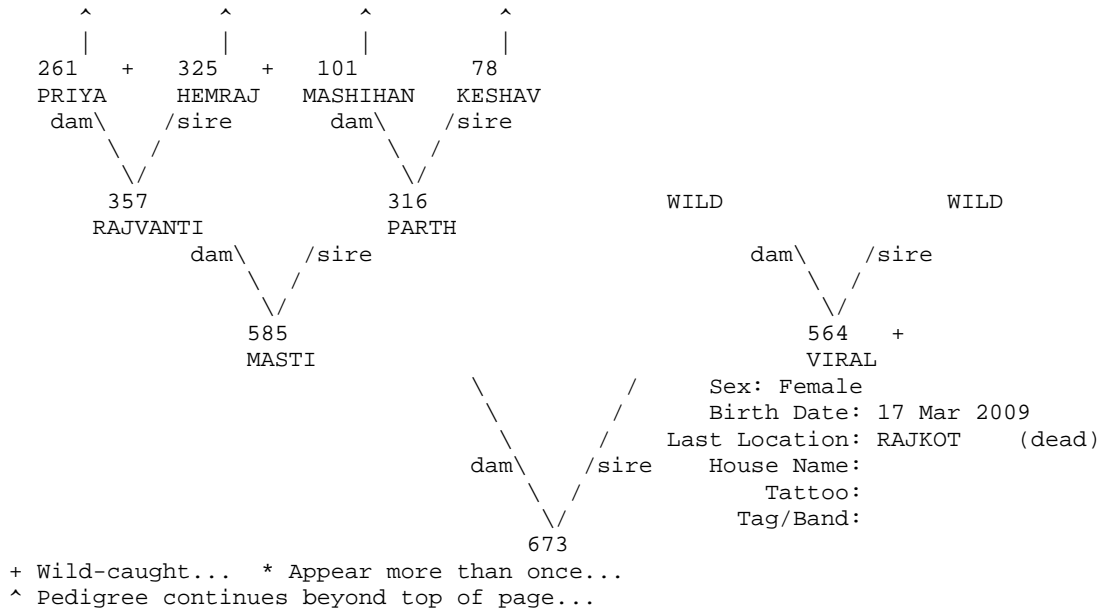 ^ ^ ^ ^
| | | |
261 + 325 + 101 78
PRIYA HEMRAJ MASHIHAN KESHAV
dam\ /sire dam\ /sire
\ / \ /
\/ \/
357 316 WILD WILD
RAJVANTI PARTH
dam\ /sire dam\ /sire
\ / \ /
\/ \/
585 564 +
MASTI VIRAL
\ / Sex: Female
\ / Birth Date: 17 Mar 2009
\ / Last Location: RAJKOT (dead)
dam\ /sire House Name:
\ / Tattoo:
\/ Tag/Band:
673
+ Wild-caught... * Appear more than once...
^ Pedigree continues beyond top of page...